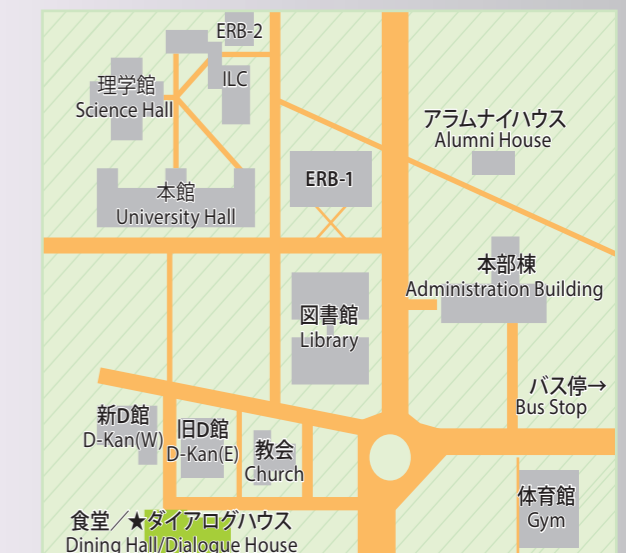 ERB-2
ILC
理学館
Science Hall
アラムナイハウス
Alumni House
ERB-1
本館
University Hall
本部棟
Administration Building
図書館
Library
バス停→
Bus Stop
新D館
D-Kan(W)
旧D館
D-Kan(E)
教会
Church
体育館
Gym
食堂／★ダイアログハウス
Dining Hall/Dialogue House